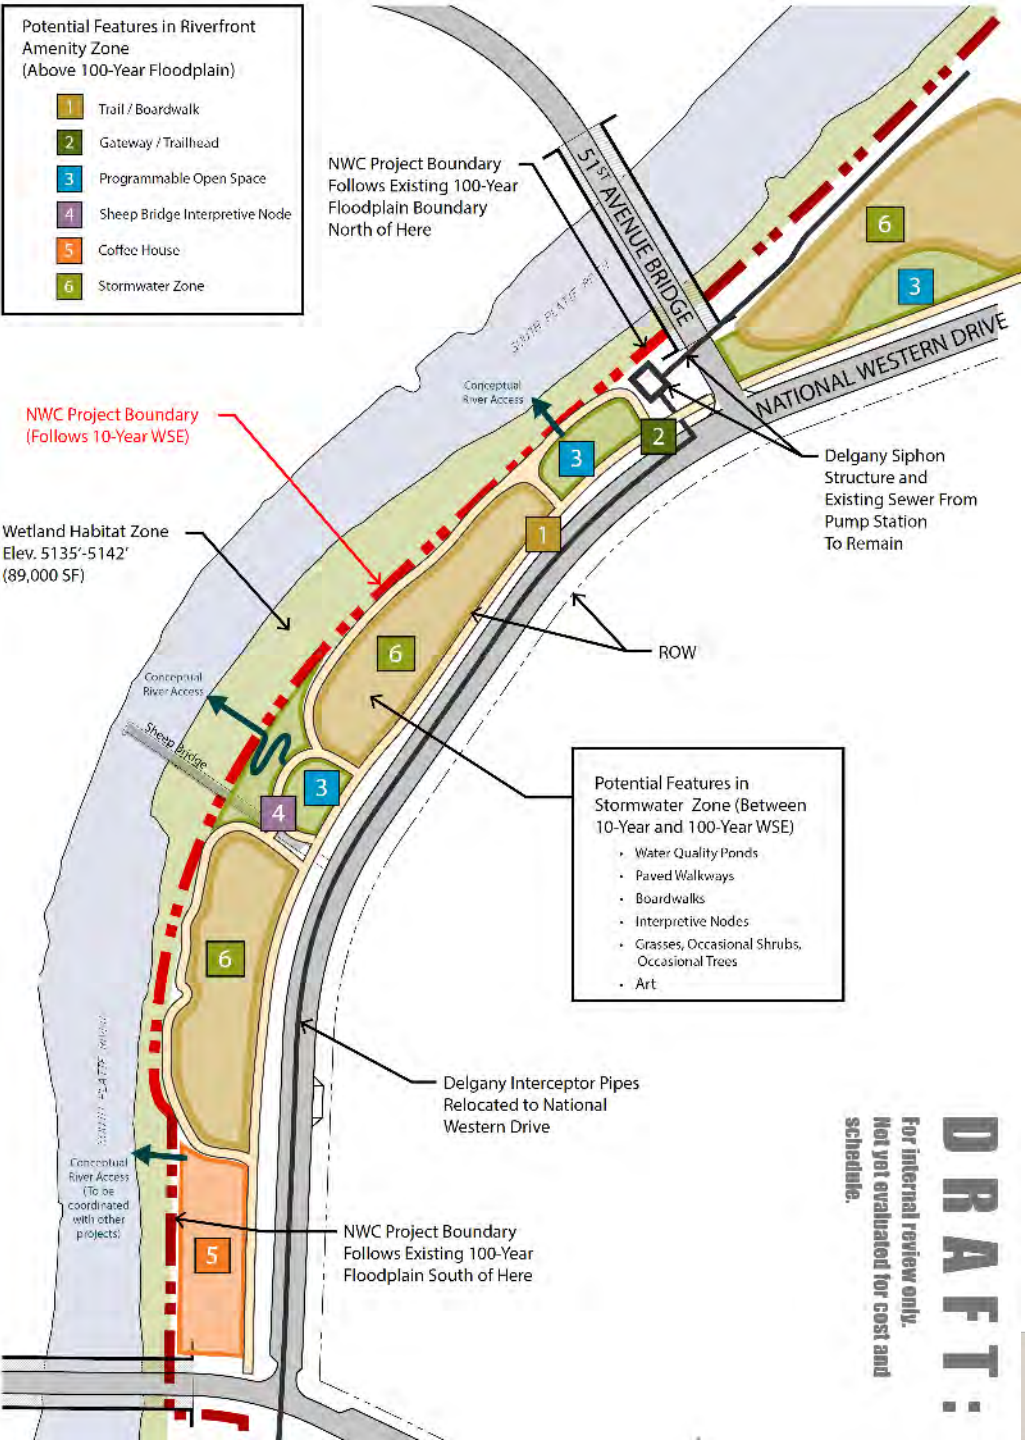 Potential Features in Riverfront
Amenity Zone
(Above 100-Year Floodplain)
1 Trail / Boardwalk
2 Gateway / Trailhead
3 Programmable Open Space
4 Sheep Bridge Interpretive Node
5 Coffee House
6 Stormwater Zone
NWC Project Boundary
Follows Existing 100-Year
Floodplain Boundary
North of Here
51ST AVENUE BRIDGE
6
3
NATIONAL WESTERN DRIVE
SOUTH PLATTE RIVER
Conceptual
River Access
NWC Project Boundary
(Follows 10-Year WSE)
2
3
Delgany Siphon
Structure and
Existing Sewer From
Pump Station
To Remain
Wetland Habitat Zone
Elev. 5135'-5142'
(89,000 SF)
1
6
ROW
Conceptual
River Access
Sheep Bridge
3
4
Potential Features in
Stormwater Zone (Between
10-Year and 100-Year WSE)
• Water Quality Ponds
• Paved Walkways
• Boardwalks
• Interpretive Nodes
• Grasses, Occasional Shrubs,
Occasional Trees
• Art
6
SOUTH PLATTE RIVER
Delgany Interceptor Pipes
Relocated to National
Western Drive
Conceptual
River Access
(To be
coordinated
with other
projects)
NWC Project Boundary
Follows Existing 100-Year
Floodplain South of Here
5
DRAFT:
For internal review only.
Not yet evaluated for cost and
schedule.